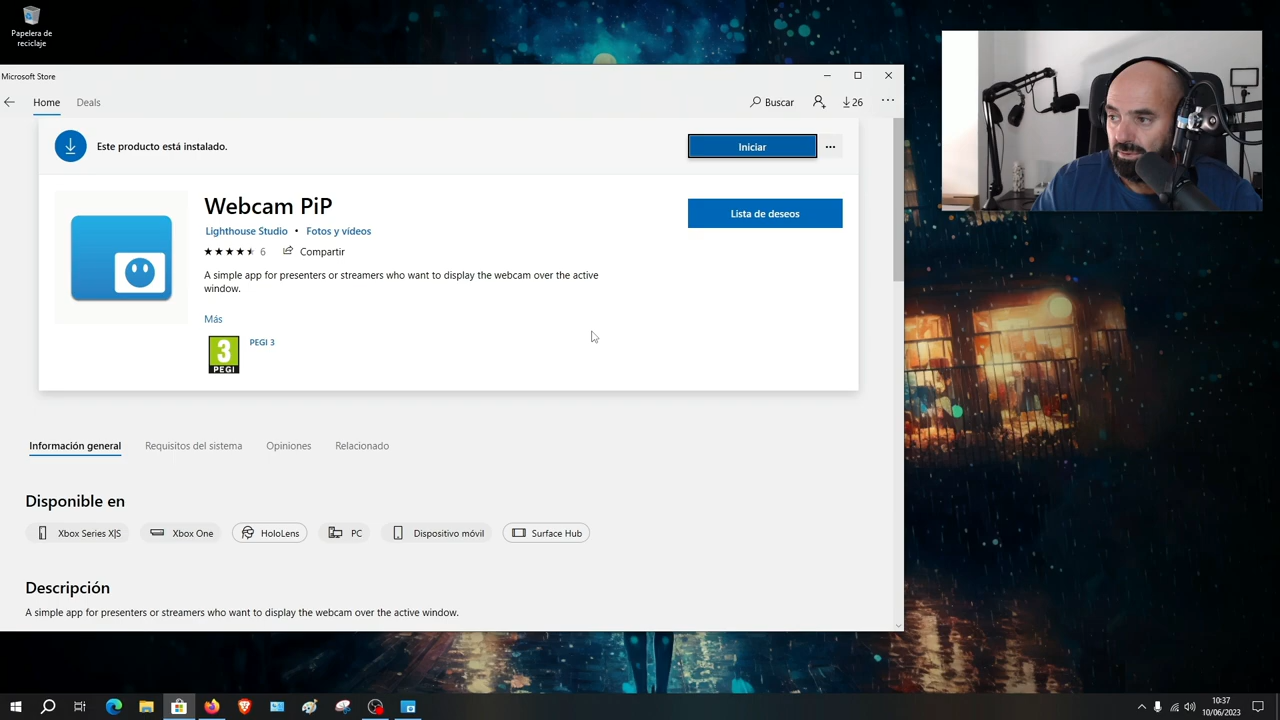 Papelera de
reciclaje
Microsoft Store
Home
Deals
Buscar
26
Este producto está instalado.
Iniciar
Webcam PiP
Lista de deseos
Lighthouse Studio • Fotos y vídeos
6
Compartir
A simple app for presenters or streamers who want to display the webcam over the active
window.
Más
3
PEGI
PEGI 3
Información general
Requisitos del sistema
Opiniones
Relacionado
Disponible en
Xbox Series X|S
Xbox One
HoloLens
PC
Dispositivo móvil
Surface Hub
Descripción
A simple app for presenters or streamers who want to display the webcam over the active window.
10:37
10/06/2023